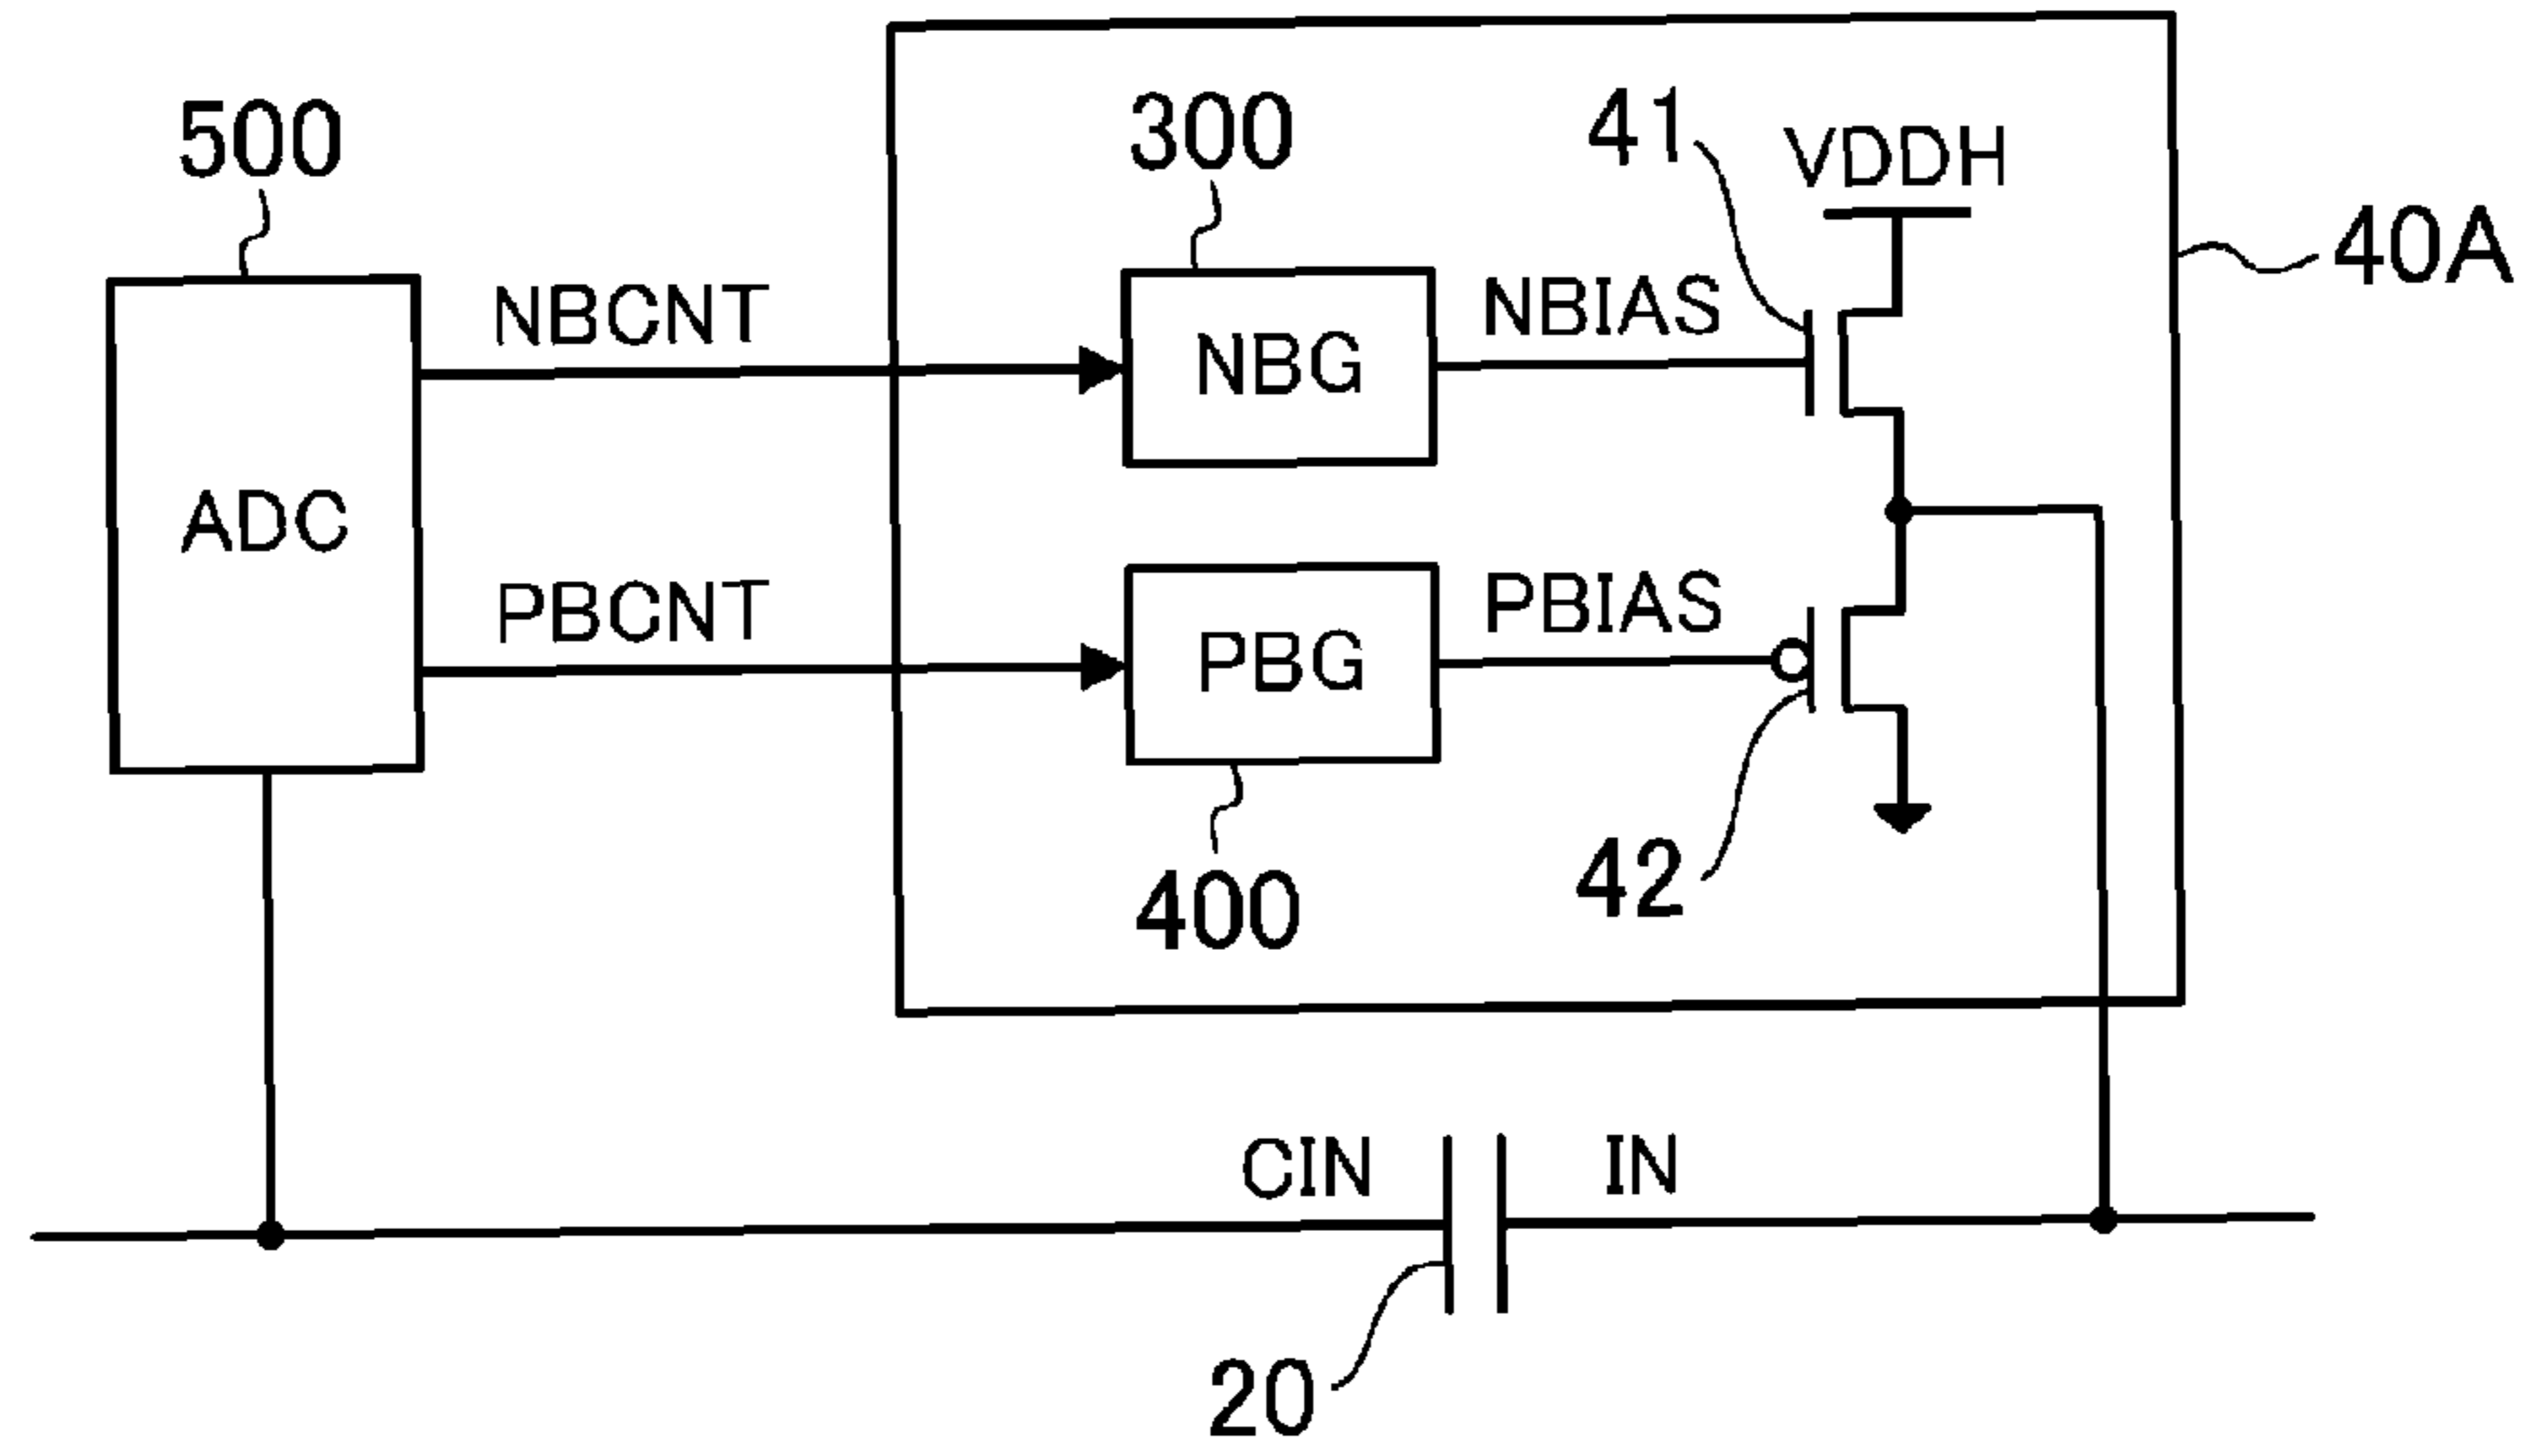 500
300
41
VDDH
40A
NBCNT
NBIAS
NBG
ADC
PBCNT
PBIAS
PBG
400
42
CIN
IN
20